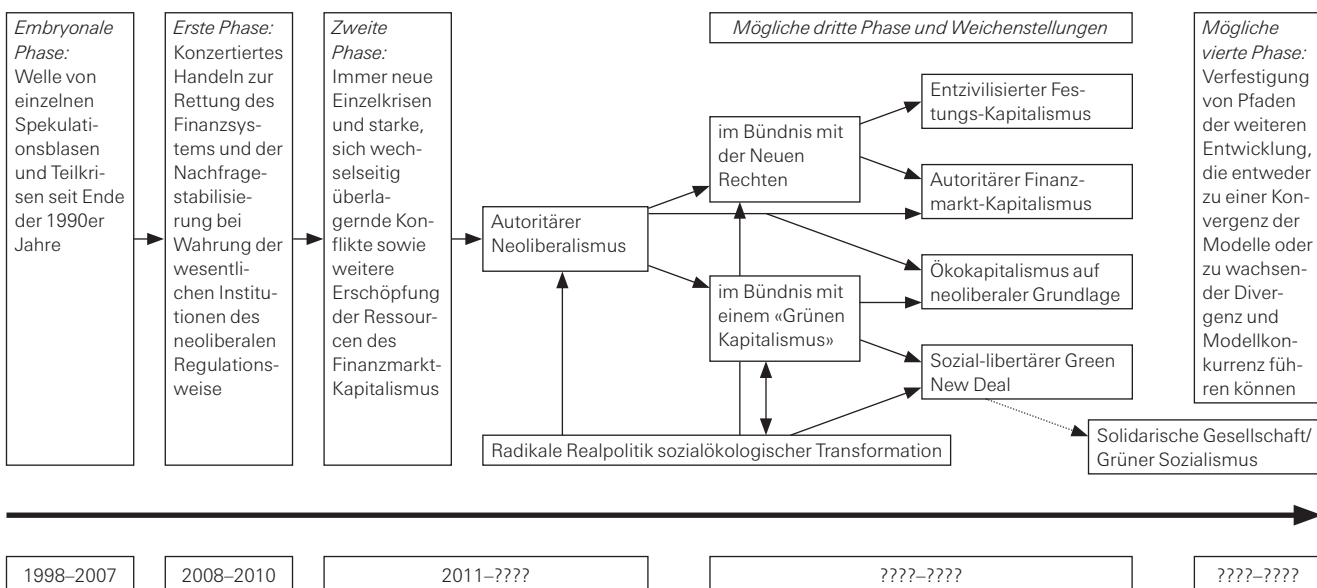 Embryonale
Phase:
Welle von
einzelnen
Spekulati-
onsblasen
und Teilkri-
sen seit Ende
der 1990er
Jahre
Erste Phase:
Konzertiertes
Handeln zur
Rettung des
Finanzsys-
tems und der
Nachfrage-
stabilisie-
rung bei
Wahrung der
wesentli-
chen Institu-
tionen des
neoliberalen
Regulations-
weise
Zweite
Phase:
Immer neue
Einzelkrisen
und starke,
sich wech-
selseitig
überla-
gernde Kon-
flikte sowie
weitere
Erschöpfung
der Ressour-
cen des
Finanzmarkt-
Kapitalismus
Autoritärer
Neoliberalismus
Mögliche dritte Phase und Weichenstellungen
im Bündnis mit
der Neuen
Rechten
im Bündnis mit
einem «Grünen
Kapitalismus»
Entzivilisierter Fes-
tungs-Kapitalismus
Autoritärer Finanz-
markt-Kapitalismus
Ökokapitalismus auf
neoliberaler Grundlage
Sozial-libertärer Green
New Deal
Radikale Realpolitik sozialökologischer Transformation
Solidarische Gesellschaft/
Grüner Sozialismus
Mögliche
vierte Phase:
Verfestigung
von Pfaden
der weiteren
Entwicklung,
die entweder
zu einer Kon-
vergenz der
Modelle oder
zu wachsen-
der Diver-
genz und
Modellkon-
kurrenz füh-
ren können
1998–2007
2008–2010
2011–????
????–????
????–????